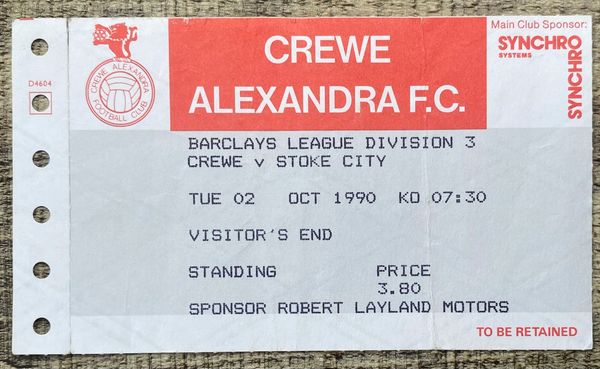 D4604
CREWE ALEXANDRA
FOOTBALL CLUB
CREWE
ALEXANDRA F.C.
Main Club Sponsor:
SYNCHRO
SYSTEMS
SYNCHRO
BARCLAYS LEAGUE DIVISION 3
CREWE v STOKE CITY
TUE 02 OCT 1990 KO 07:30
VISITOR'S END
STANDING PRICE
3.80
SPONSOR ROBERT LAYLAND MOTORS
TO BE RETAINED